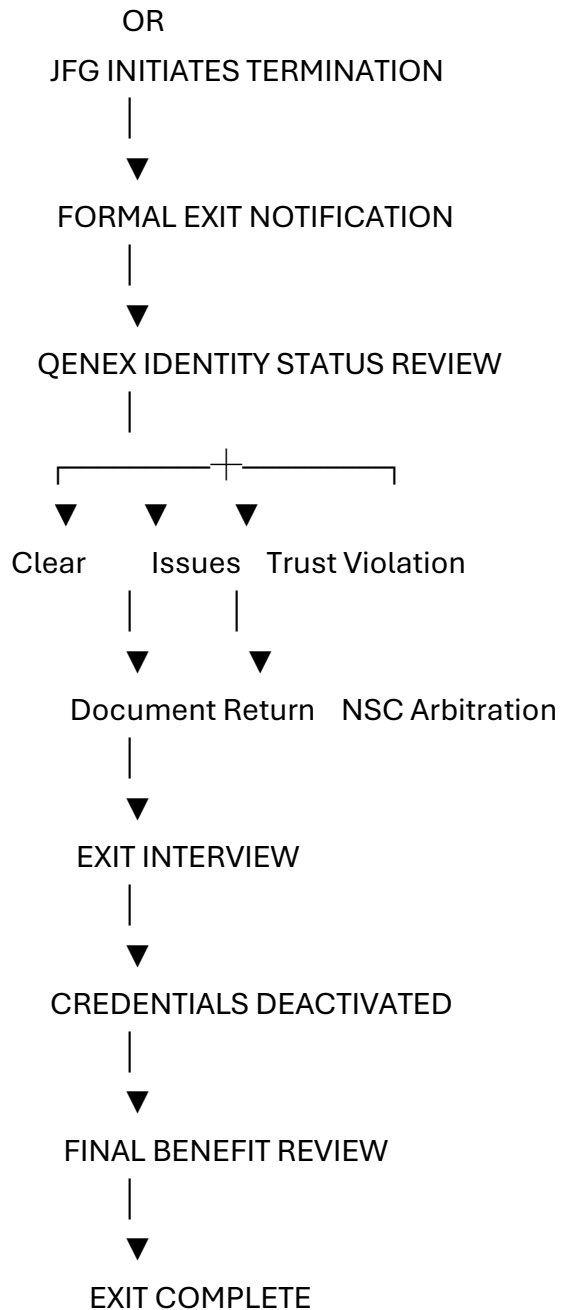 OR
JFG INITIATES TERMINATION
FORMAL EXIT NOTIFICATION
QENEX IDENTITY STATUS REVIEW
Clear Issues Trust Violation
Document Return NSC Arbitration
EXIT INTERVIEW
CREDENTIALS DEACTIVATED
FINAL BENEFIT REVIEW
EXIT COMPLETE